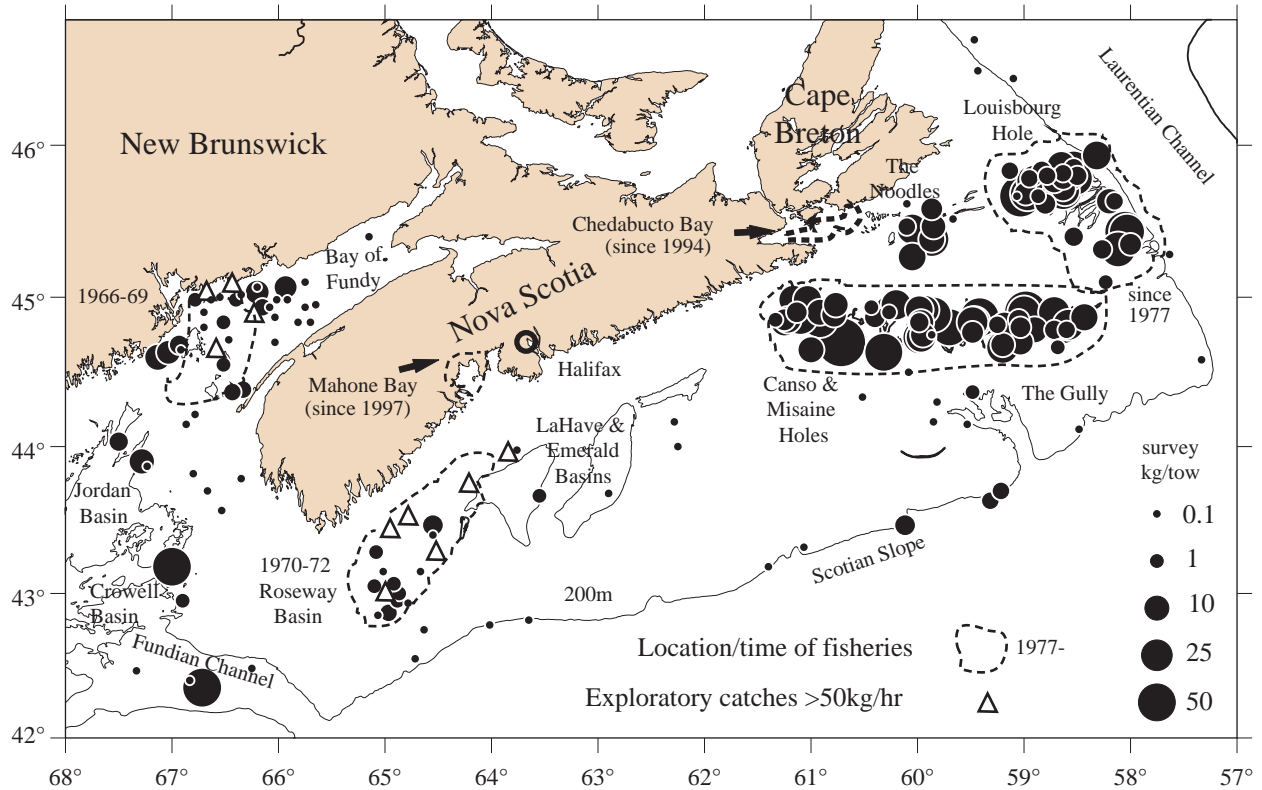 Cape
Breton
Louisbourg
Hole
Laurentian Channel
New Brunswick
46°
The
Noodles
Chedabucto Bay
(since 1994)
Bay of
Fundy
1966-69
45°
Nova Scotia
since
1977
Halifax
Mahone Bay
(since 1997)
Canso &
Misaine
Holes
The Gully
44°
LaHave &
Emerald
Basins
survey
kg/tow
Jordan
Basin
0.1
1970-72
Roseway
Basin
Scotian Slope
1
43°
Crowell
Basin
200m
10
Fundian Channel
Location/time of fisheries
1977-
25
Exploratory catches >50kg/hr
50
42°
68°
67°
66°
65°
64°
63°
62°
61°
60°
59°
58°
57°